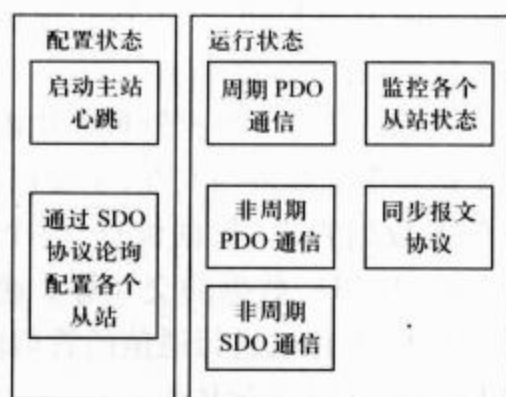 配置状态
启动主站
心跳
通过 SDO
协议论询
配置各个
从站
运行状态
周期 PDO
通信
监控各个
从站状态
非周期
PDO 通信
同步报文
协议
非周期
SDO 通信